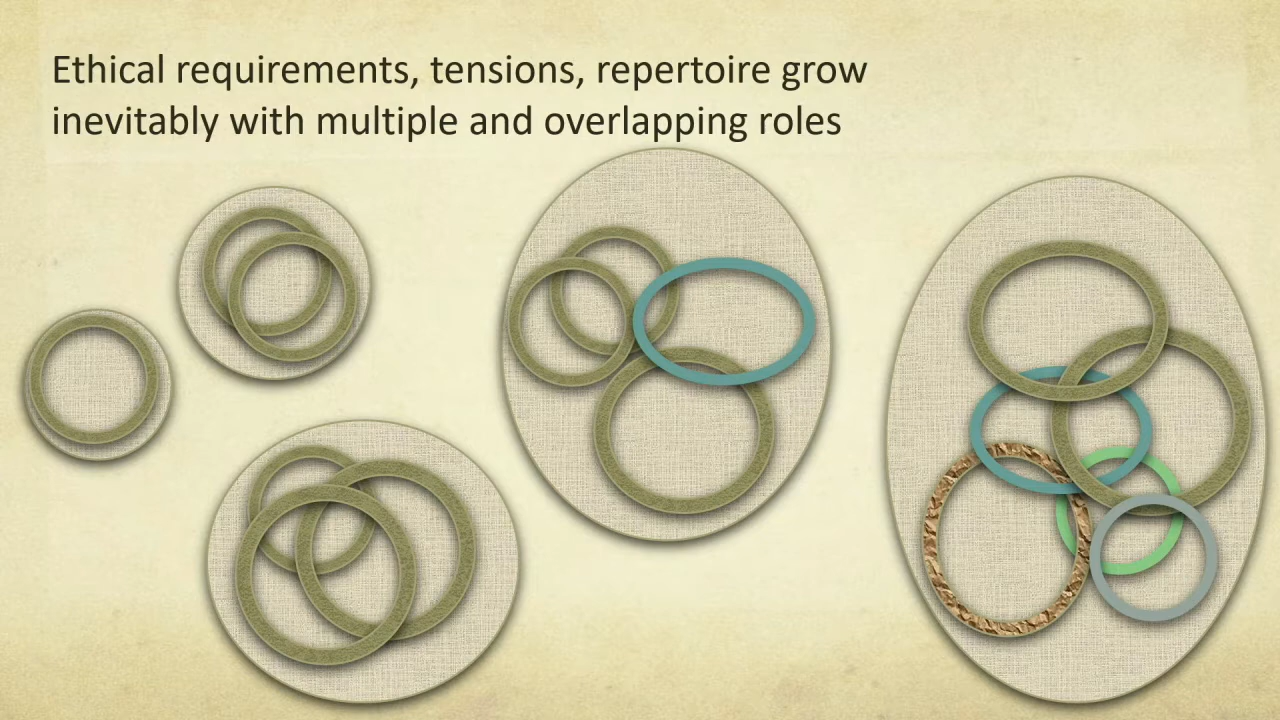 Ethical requirements, tensions, repertoire grow
inevitably with multiple and overlapping roles